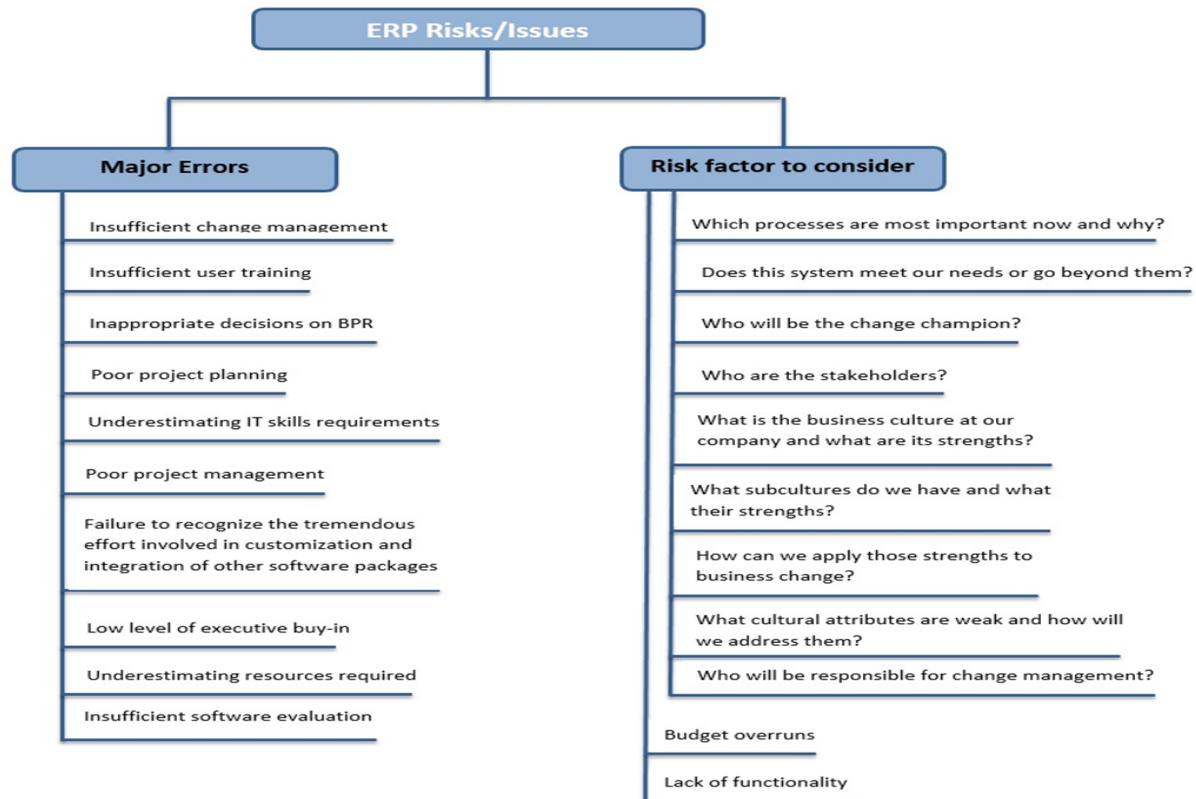 ERP Risks/Issues
Major Errors
Insufficient change management
Insufficient user training
Inappropriate decisions on BPR
Poor project planning
Underestimating IT skills requirements
Poor project management
Failure to recognize the tremendous
effort involved in customization and
integration of other software packages
Low level of executive buy-in
Underestimating resources required
Insufficient software evaluation
Risk factor to consider
Which processes are most important now and why?
Does this system meet our needs or go beyond them?
Who will be the change champion?
Who are the stakeholders?
What is the business culture at our
company and what are its strengths?
What subcultures do we have and what
their strengths?
How can we apply those strengths to
business change?
What cultural attributes are weak and how will
we address them?
Who will be responsible for change management?
Budget overruns
Lack of functionality